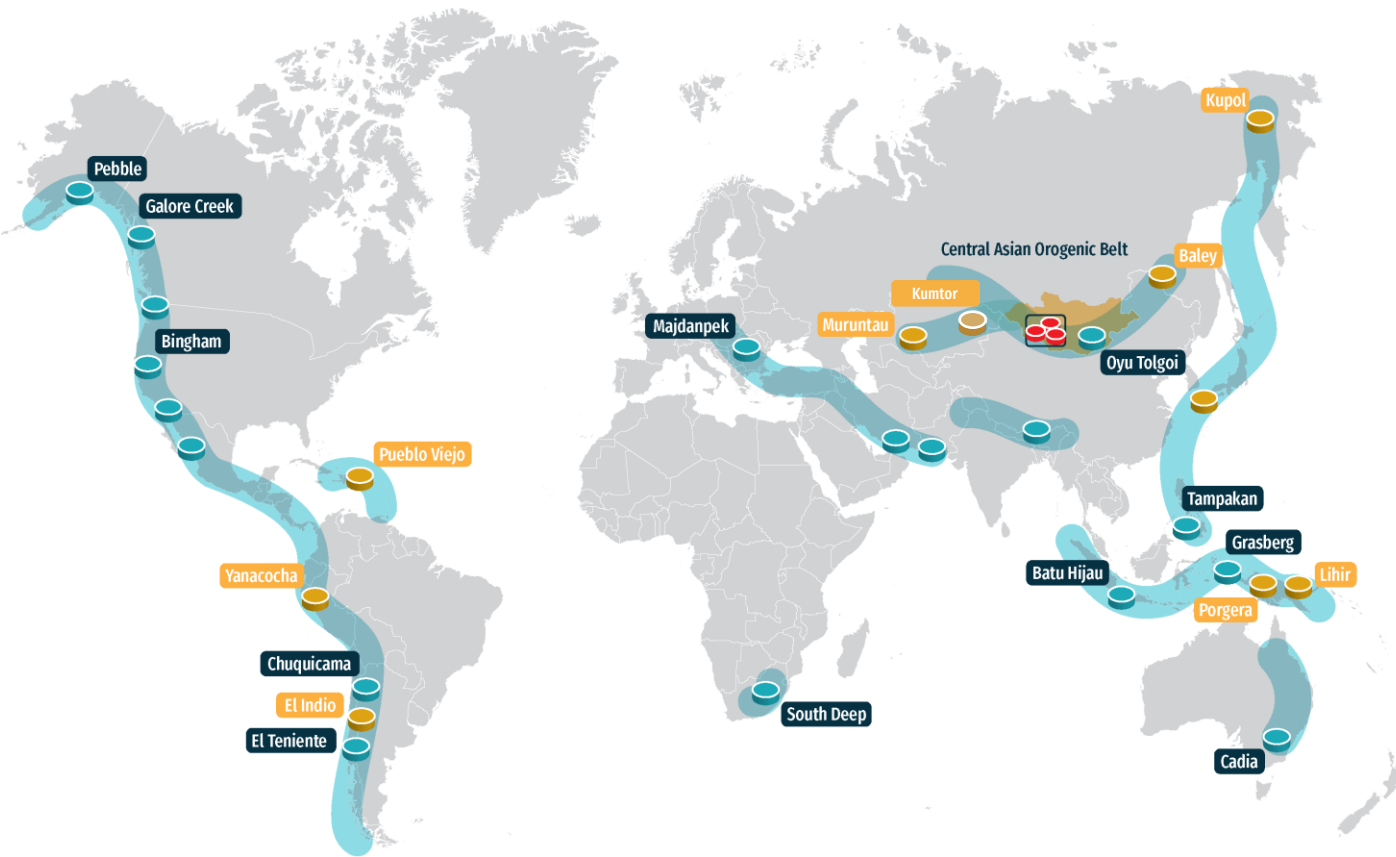 Kupol
Pebble
Galore Creek
Central Asian Orogenic Belt
Baley
Kumtor
Muruntau
Majdanpek
Bingham
Oyu Tolgoi
Pueblo Viejo
Tampakan
Grasberg
Batu Hijau
Lihir
Yanacocha
Porgera
Chuquicama
El Indio
South Deep
El Teniente
Cadia